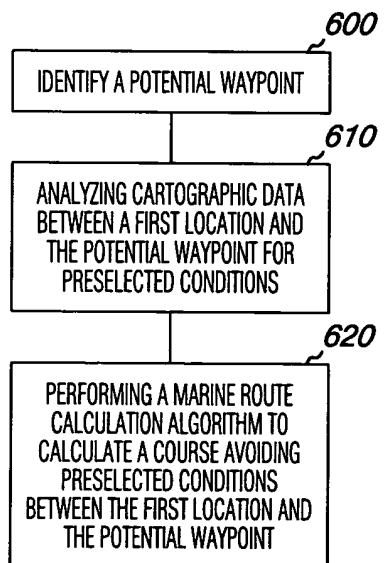 600
IDENTIFY A POTENTIAL WAYPOINT
610
ANALYZING CARTOGRAPHIC DATA
BETWEEN A FIRST LOCATION AND
THE POTENTIAL WAYPOINT FOR
PRESELECTED CONDITIONS
620
PERFORMING A MARINE ROUTE
CALCULATION ALGORITHM TO
CALCULATE A COURSE AVOIDING
PRESELECTED CONDITIONS
BETWEEN THE FIRST LOCATION AND
THE POTENTIAL WAYPOINT